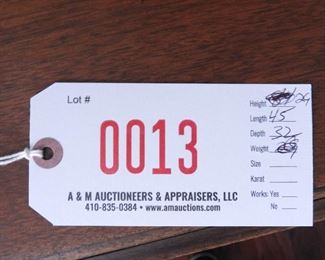 Lot #
0013
A & M AUCTIONEERS & APPRAISERS, LLC
410-835-0384 • www.amauctions.com
Height 29
Length 45
Depth 32
Weight
Size
Karat
Works: Yes
No